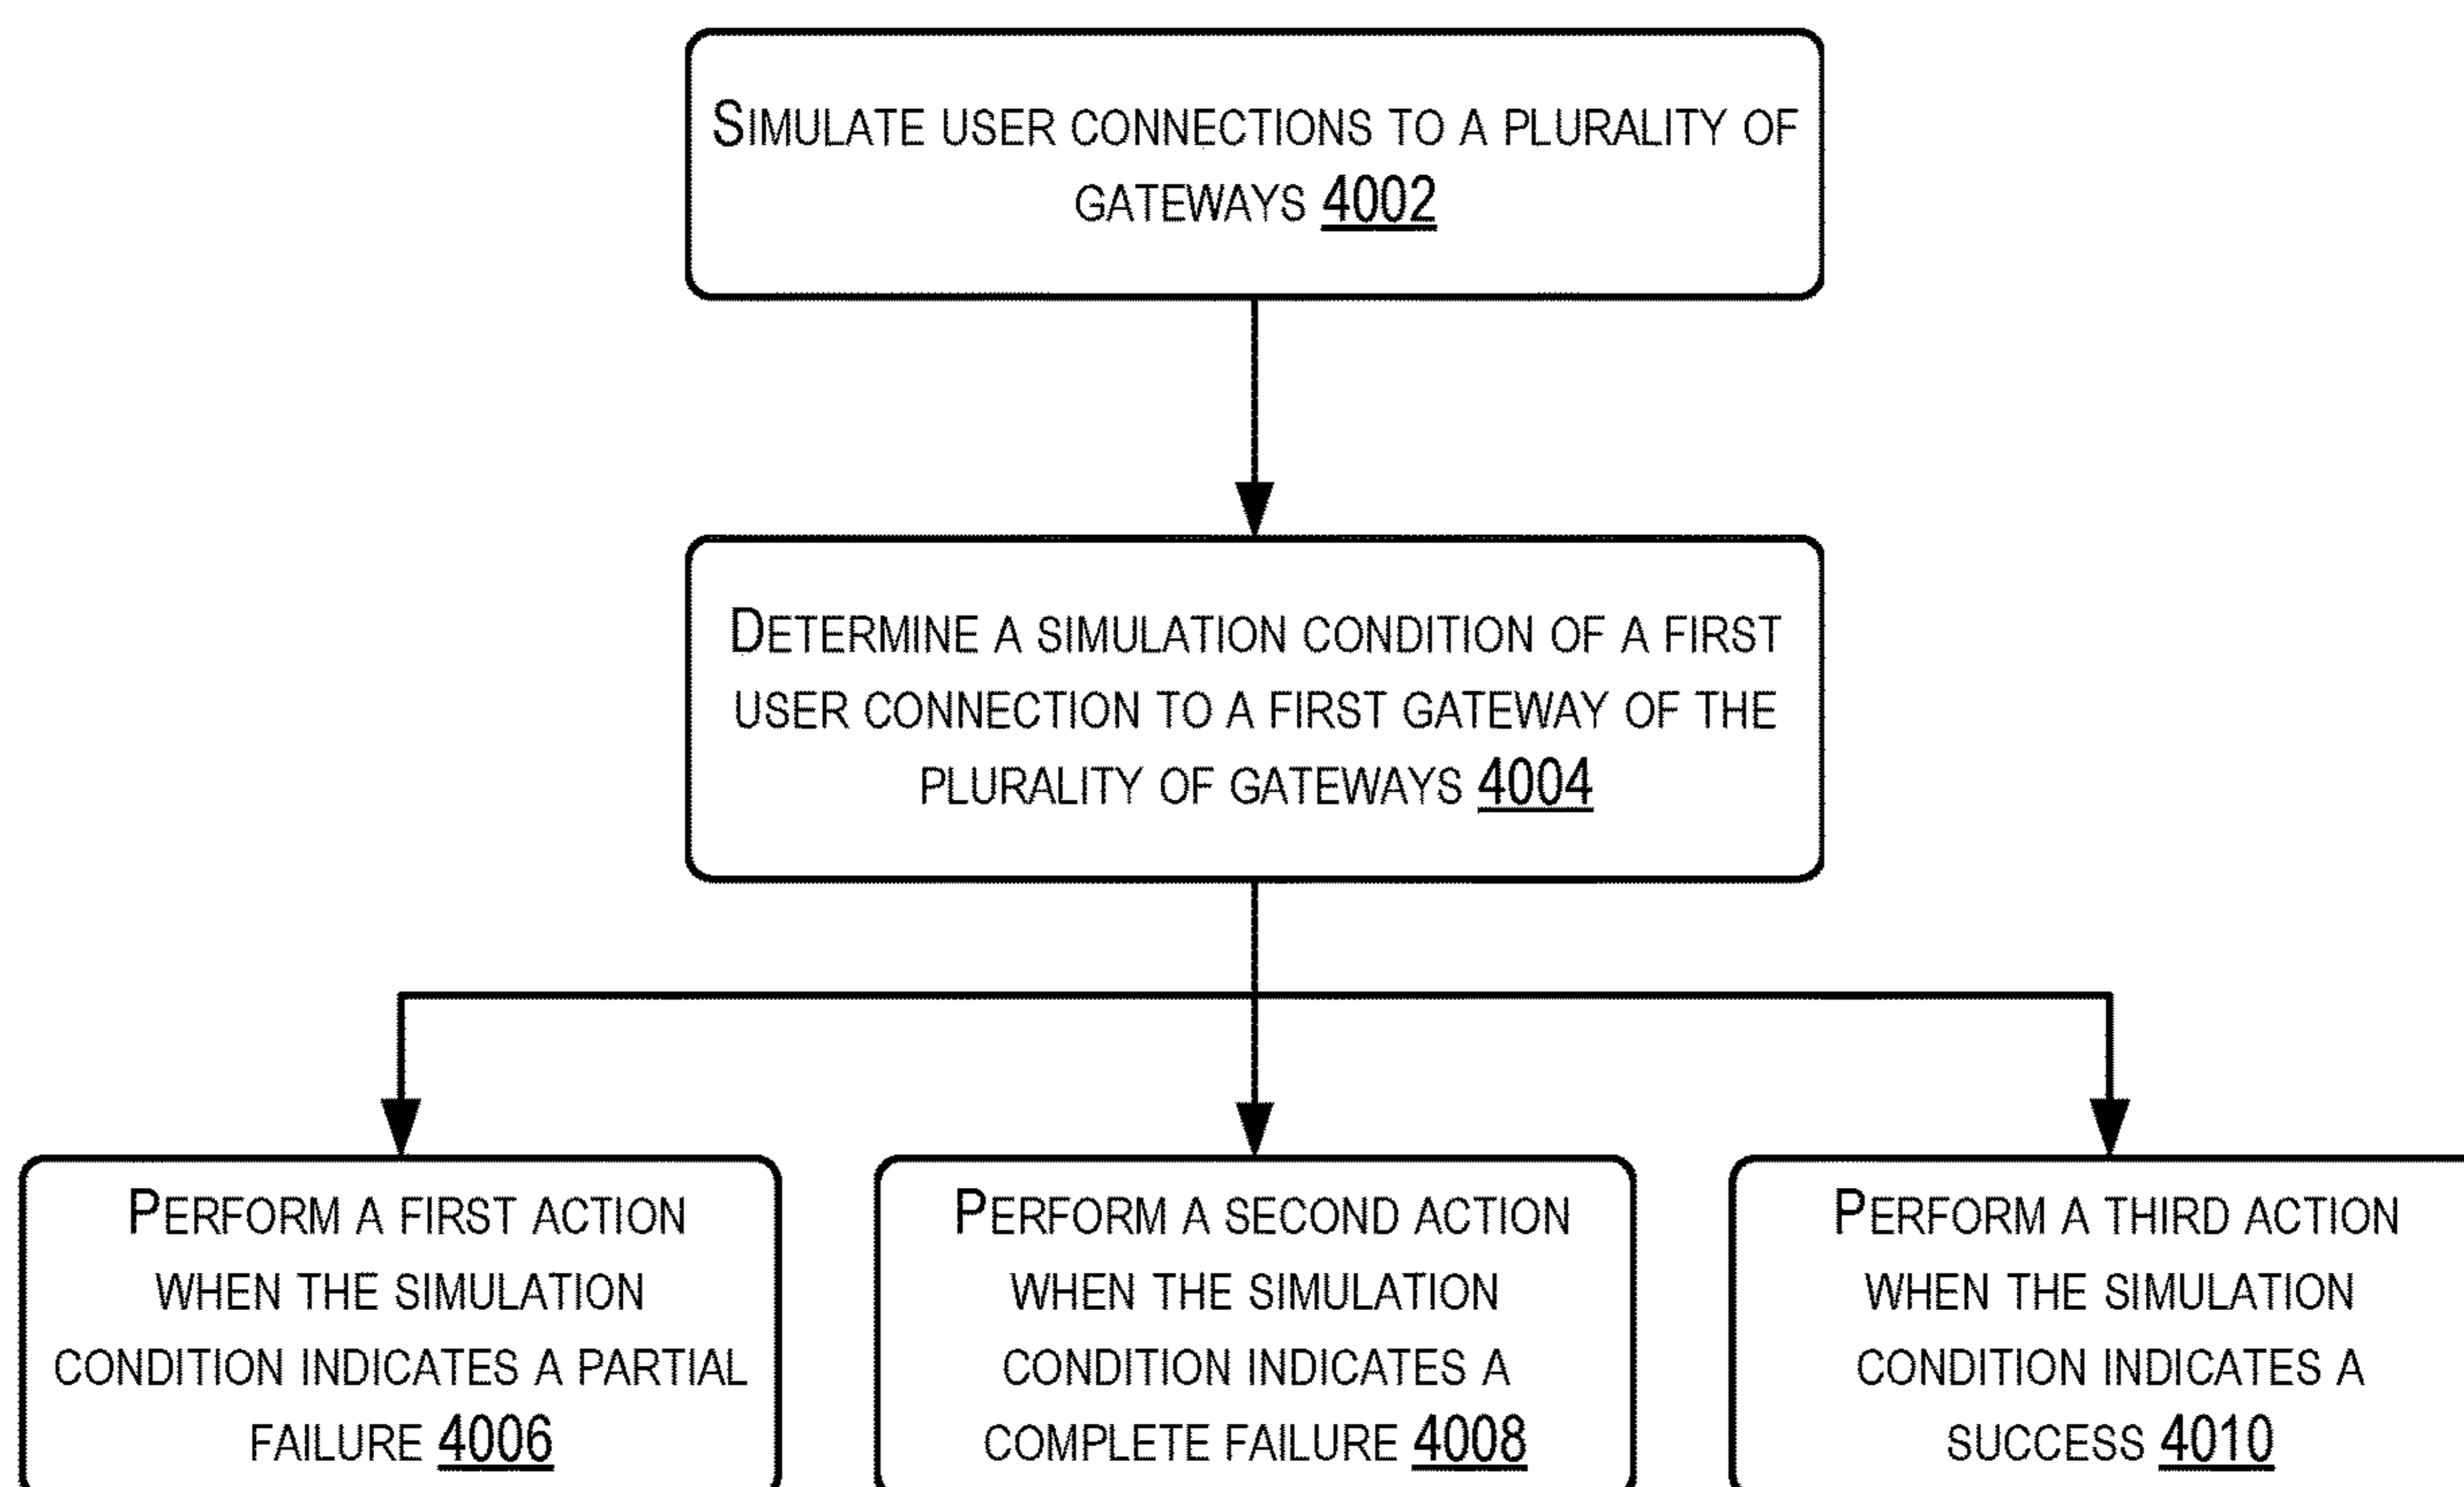 SIMULATE USER CONNECTIONS TO A PLURALITY OF
GATEWAYS 4002
DETERMINE A SIMULATION CONDITION OF A FIRST
USER CONNECTION TO A FIRST GATEWAY OF THE
PLURALITY OF GATEWAYS 4004
PERFORM A FIRST ACTION
WHEN THE SIMULATION
CONDITION INDICATES A PARTIAL
FAILURE 4006
PERFORM A SECOND ACTION
WHEN THE SIMULATION
CONDITION INDICATES A
COMPLETE FAILURE 4008
PERFORM A THIRD ACTION
WHEN THE SIMULATION
CONDITION INDICATES A
SUCCESS 4010